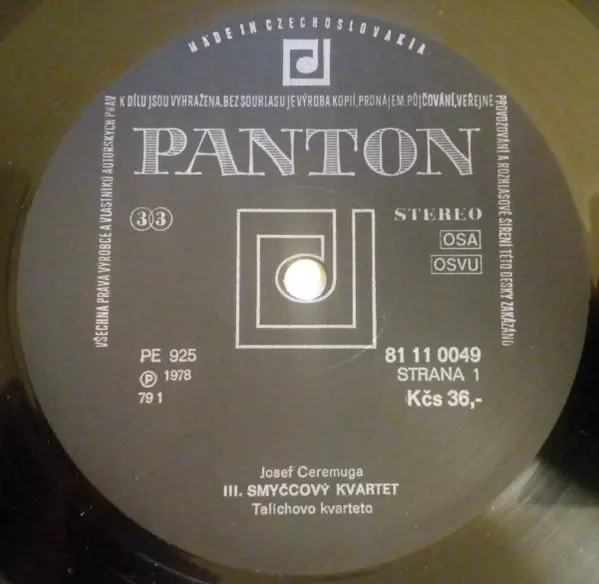 MADE IN CZECHOSLOVAKIA
VŠECHNA PRÁVA VÝROBCE A VLASTNÍKŮ AUTORSKÝCH PRÁV
K DÍLU JSOU VYHRAŽENA. BEZ SOUHLASU JE VÝROBA KOPIÍ, PRONÁJEM, PŮJČOVÁNÍ, VEŘEJNÉ
PROVOZOVÁNÍ A ROZHLASOVÉ ŠÍŘENÍ TÉTO DESKY ZAKÁZÁNO
PANTON
33
STEREO
OSA
OSVU
PE 925
Ⓟ 1978
79 1
81 11 0049
STRANA 1
Kčs 36,-
Josef Ceremuga
III. SMYČCOVÝ KVARTET
Talichovo kvarteto